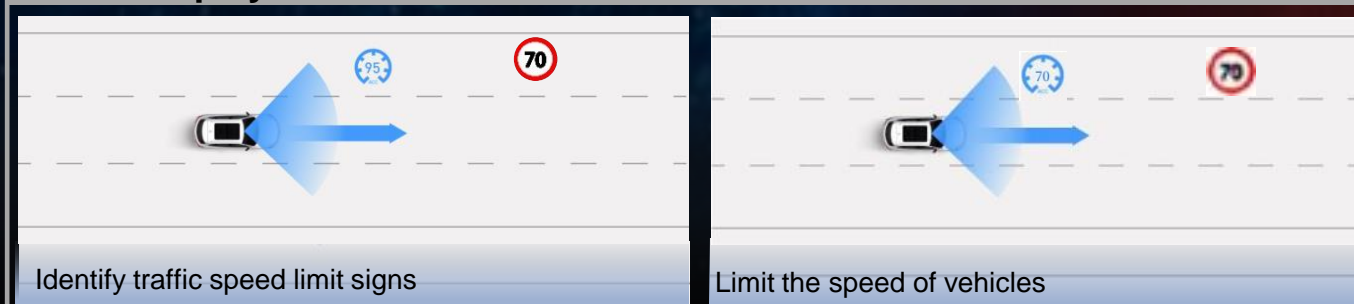 95
70
Identify traffic speed limit signs
70
70
Limit the speed of vehicles